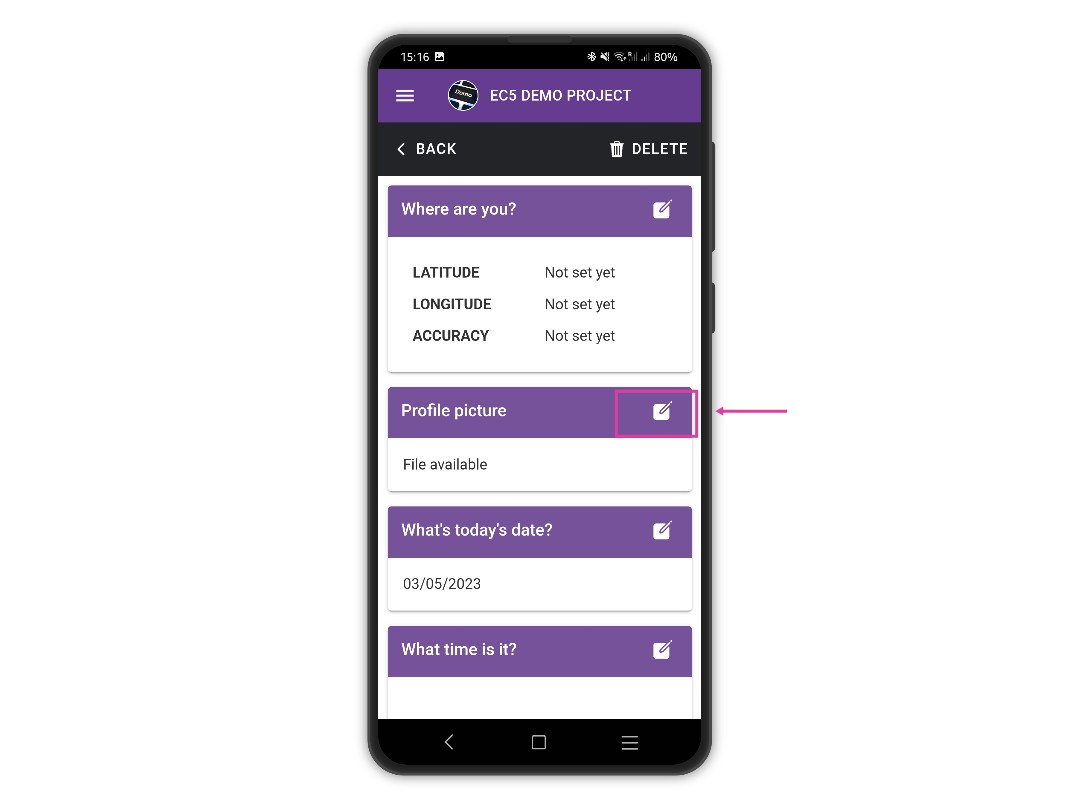 15:16 80%
Demo EC5 DEMO PROJECT
BACK DELETE
Where are you?
LATITUDE Not set yet
LONGITUDE Not set yet
ACCURACY Not set yet
Profile picture
File available
What's today's date?
03/05/2023
What time is it?